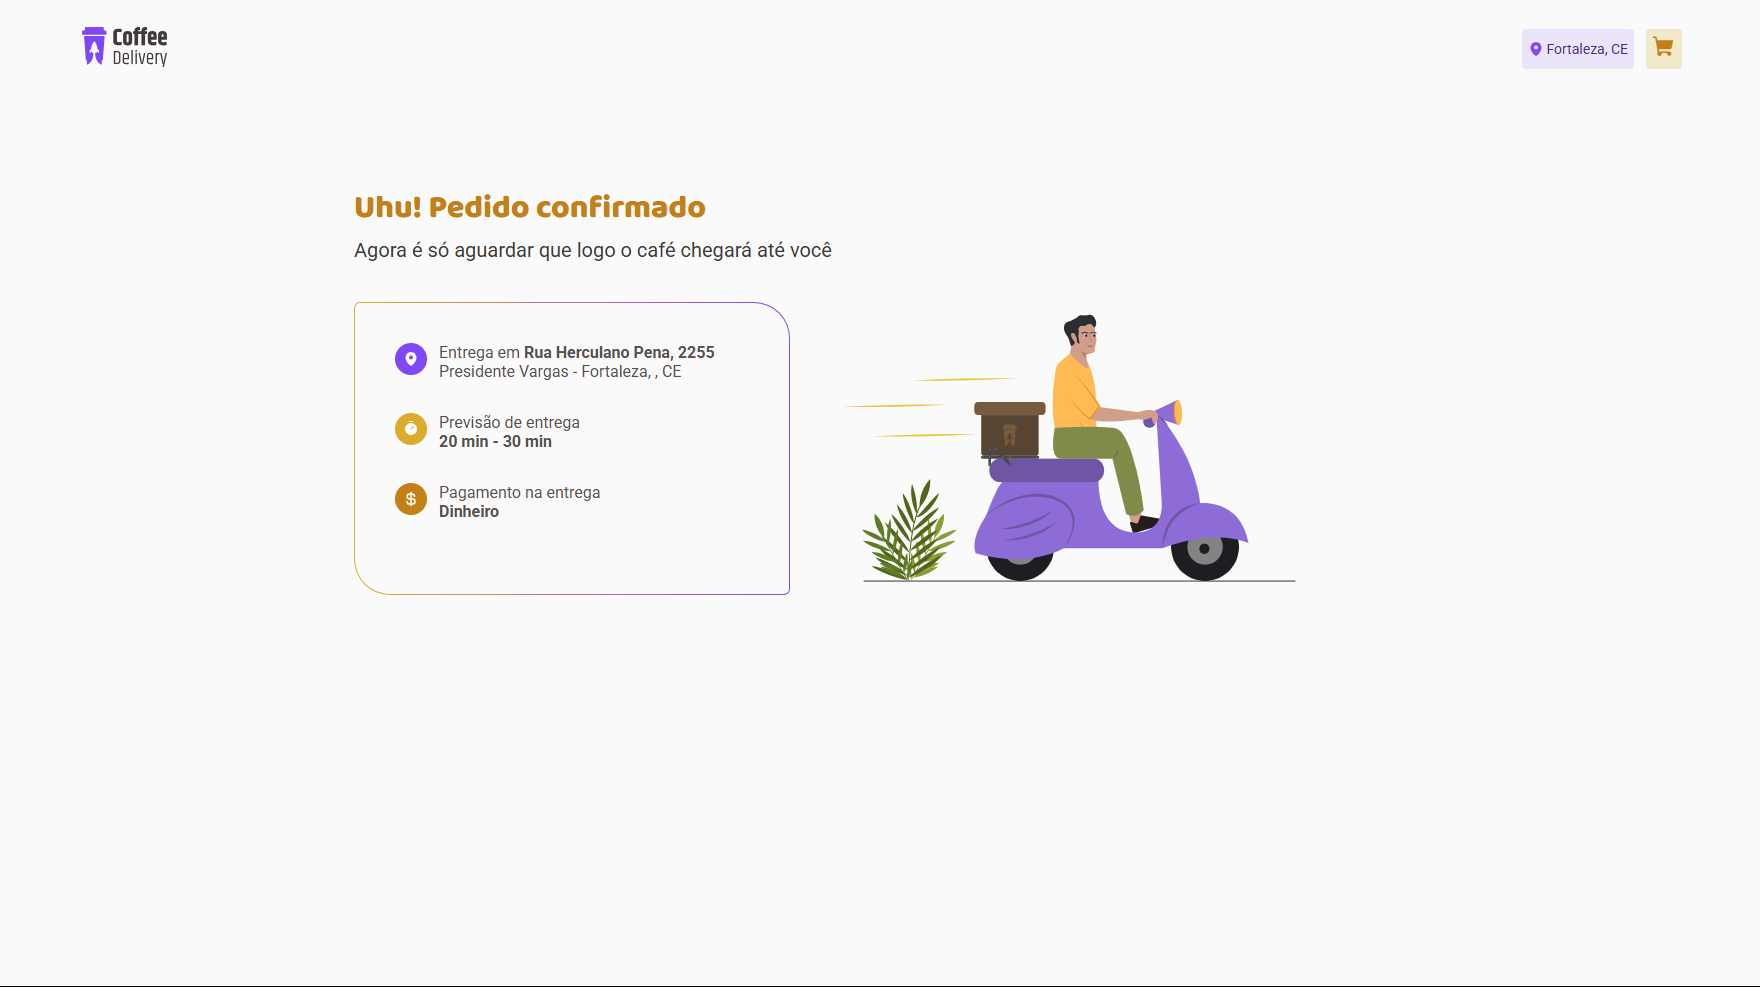 Coffee
Delivery
Fortaleza, CE
Uhu! Pedido confirmado
Agora é só aguardar que logo o café chegará até você
Entrega em Rua Herculano Pena, 2255
Presidente Vargas - Fortaleza, , CE
Previsão de entrega
20 min - 30 min
Pagamento na entrega
Dinheiro